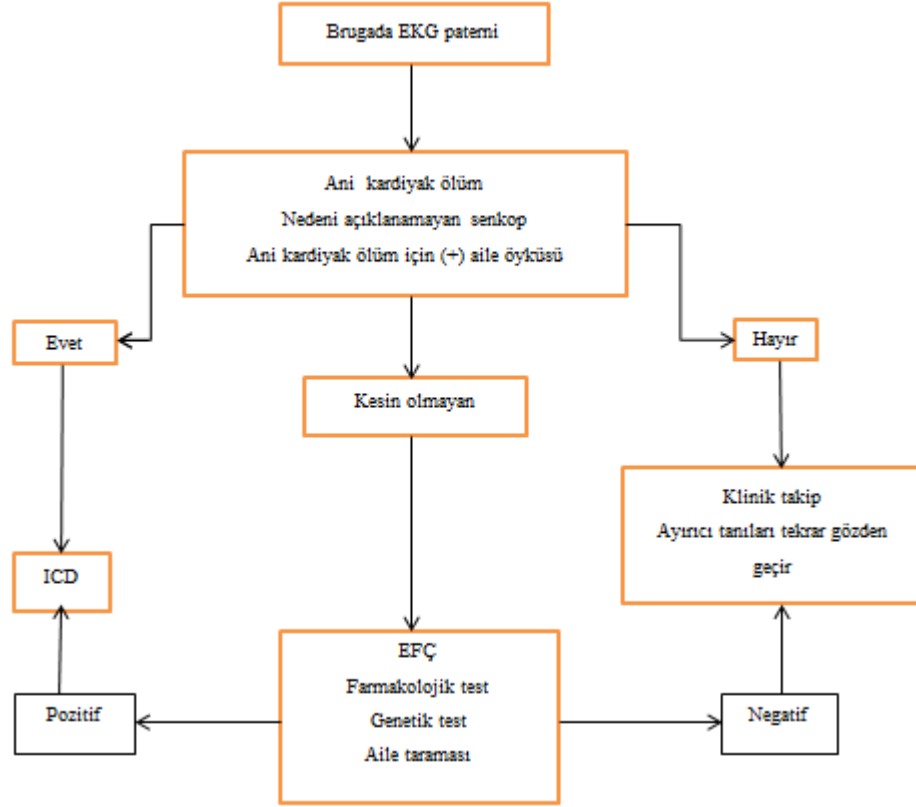 Brugada EKG paterni
Ani kardiyak ölüm
Nedeni açıklanamayan senkop
Ani kardiyak ölüm için (+) aile öyküsü
Evet
Hayır
Kesin olmayan
Klinik takip
Ayırıcı tanıları tekrar gözden
geçir
ICD
EFÇ
Farmakolojik test
Genetik test
Aile taraması
Pozitif
Negatif